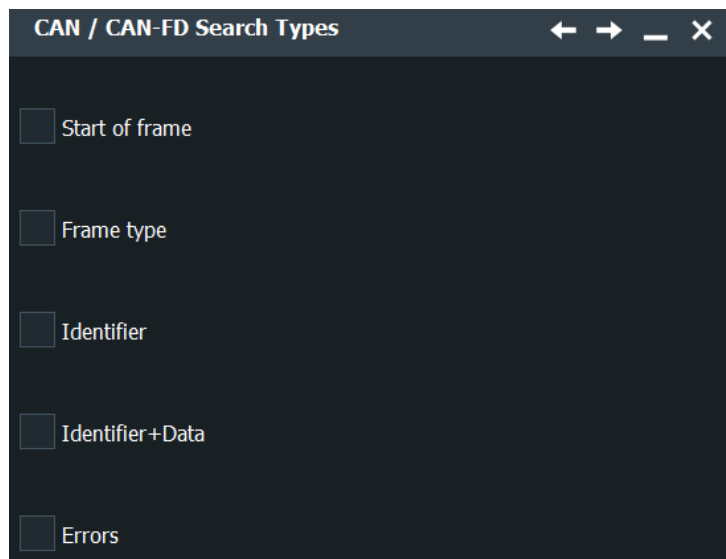 CAN / CAN-FD Search Types
Start of frame
Frame type
Identifier
Identifier+Data
Errors